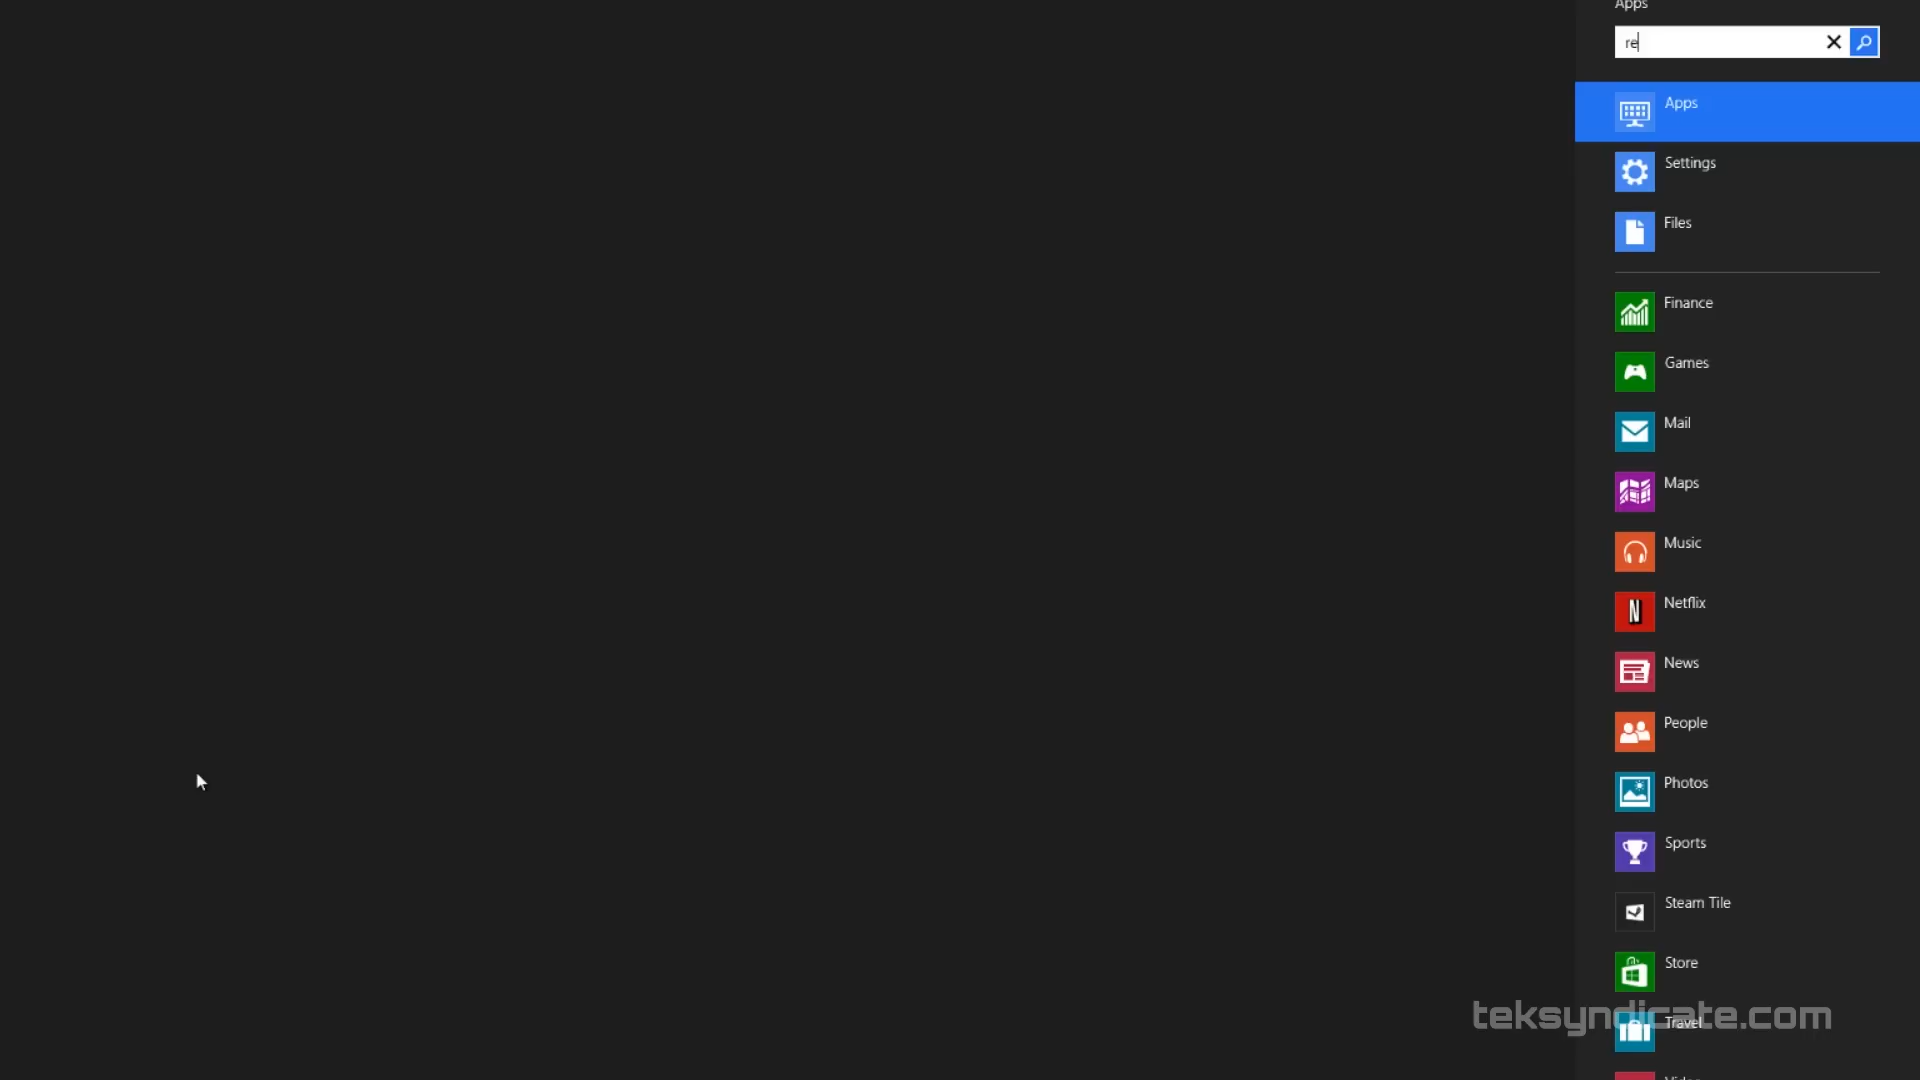 Apps
re
Apps
Settings
Files
Finance
Games
Mail
Maps
Music
Netflix
News
People
Photos
Sports
Steam Tile
Store
teksyndicate.com
Travel
Video